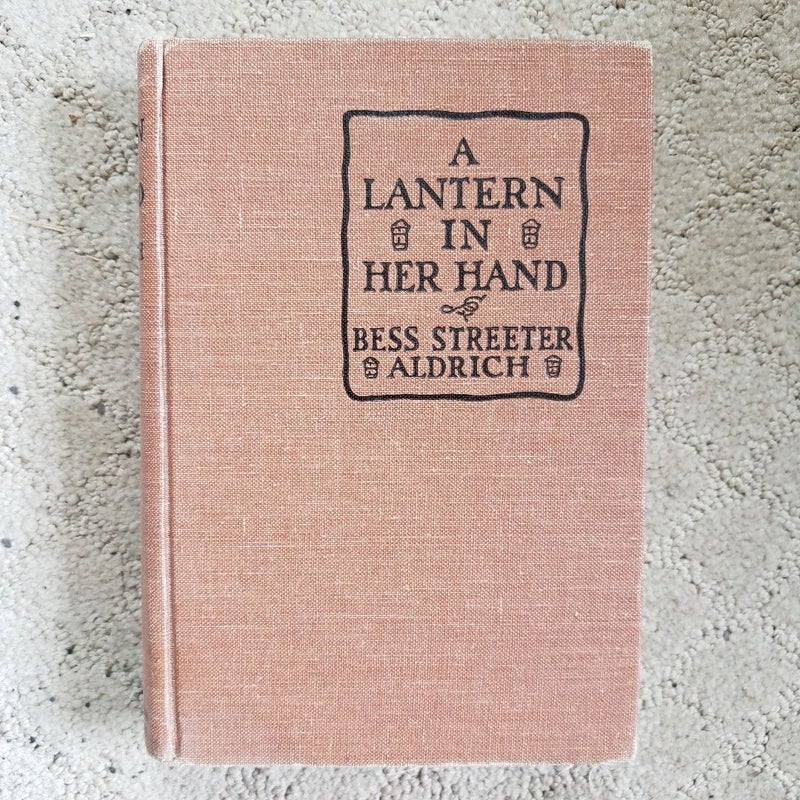 A
LANTERN
IN
HER HAND
BESS STREETER
ALDRICH